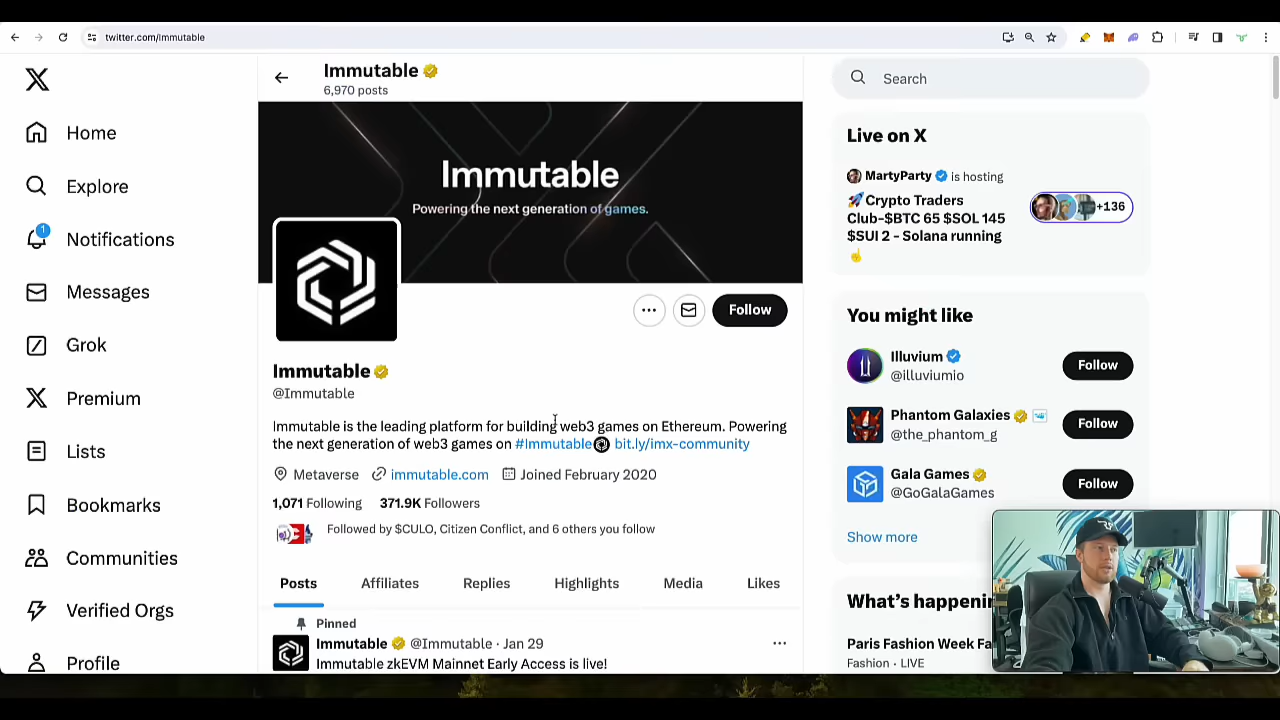 twitter.com/Immutable
Immutable
6,970 posts
Search
Home
Explore
1
Notifications
Messages
Grok
Premium
Lists
Bookmarks
Communities
Verified Orgs
Profile
Immutable
Powering the next generation of games.
Follow
Immutable
@Immutable
Immutable is the leading platform for building web3 games on Ethereum. Powering
the next generation of web3 games on #Immutable bit.ly/imx-community
Metaverse immutable.com Joined February 2020
1,071 Following 371.9K Followers
Followed by $CULO, Citizen Conflict, and 6 others you follow
Posts Affiliates Replies Highlights Media Likes
Pinned
Immutable @Immutable · Jan 29
Immutable zkEVM Mainnet Early Access is live!
Live on X
MartyParty is hosting
🚀Crypto Traders
Club-$BTC 65 $SOL 145
$SUI 2 - Solana running
☝
+136
You might like
Illuvium
@illuviumio
Follow
Phantom Galaxies
@the_phantom_g
Follow
Gala Games
@GoGalaGames
Follow
Show more
What's happenin
Paris Fashion Week Fa
Fashion · LIVE